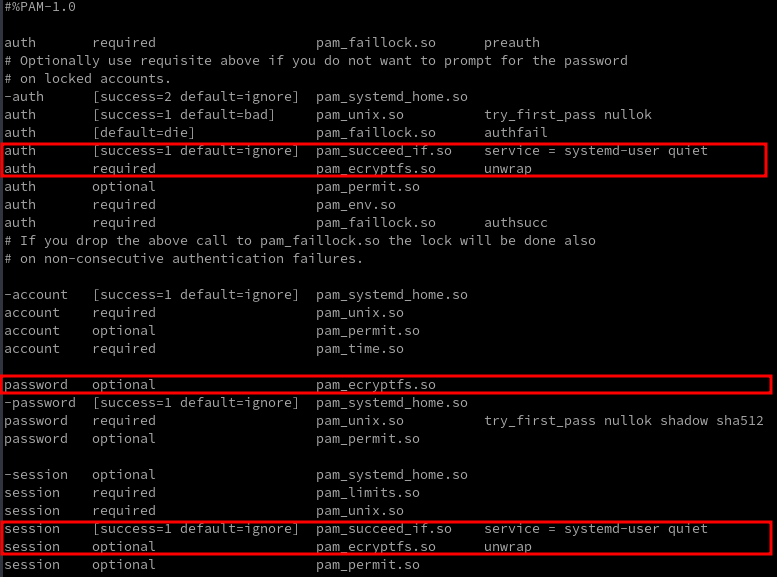 #%PAM-1.0
auth required pam_faillock.so preauth
# Optionally use requisite above if you do not want to prompt for the password
# on locked accounts.
-auth [success=2 default=ignore] pam_systemd_home.so
auth [success=1 default=bad] pam_unix.so try_first_pass nullok
auth [default=die] pam_faillock.so authfail
auth [success=1 default=ignore] pam_succeed_if.so service = systemd-user quiet
auth required pam_ecryptfs.so unwrap
auth optional pam_permit.so
auth required pam_env.so
auth required pam_faillock.so authsucc
# If you drop the above call to pam_faillock.so the lock will be done also
# on non-consecutive authentication failures.
-account [success=1 default=ignore] pam_systemd_home.so
account required pam_unix.so
account optional pam_permit.so
account required pam_time.so
password optional pam_ecryptfs.so
-password [success=1 default=ignore] pam_systemd_home.so
password required pam_unix.so try_first_pass nullok shadow sha512
password optional pam_permit.so
-session optional pam_systemd_home.so
session required pam_limits.so
session required pam_unix.so
session [success=1 default=ignore] pam_succeed_if.so service = systemd-user quiet
session optional pam_ecryptfs.so unwrap
session optional pam_permit.so